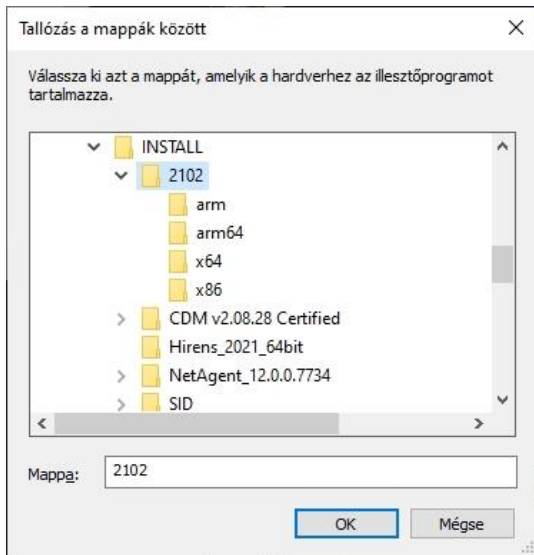 Tallózás a mappák között
Válassza ki azt a mappát, amelyik a hardverhez az illesztőprogramot
tartalmazza.
INSTALL
2102
arm
arm64
x64
x86
CDM v2.08.28 Certified
Hirens_2021_64bit
NetAgent_12.0.0.7734
SID
Mappa: 2102
OK Mégse